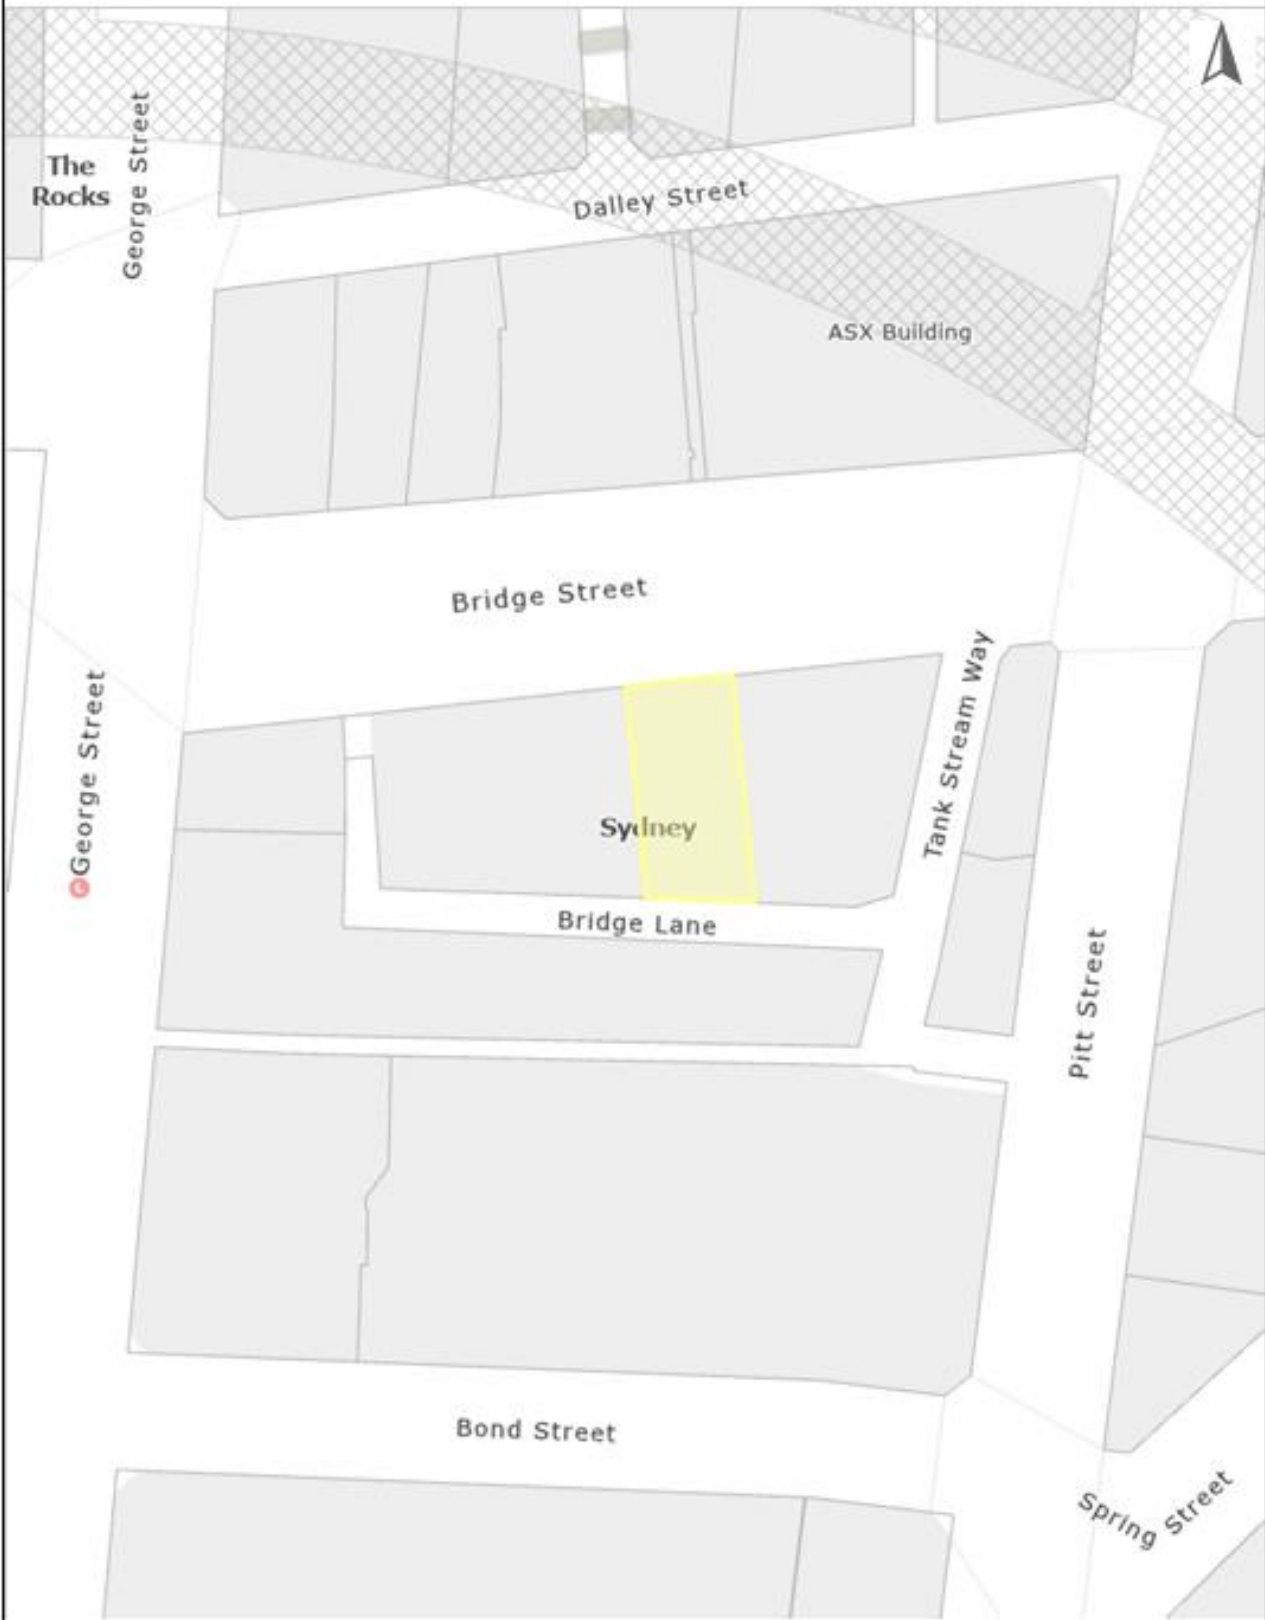 George Street
The
Rocks
Dalley Street
ASX Building
Bridge Street
Tank Stream Way
George Street
Sydney
Bridge Lane
Pitt Street
Bond Street
Spring Street